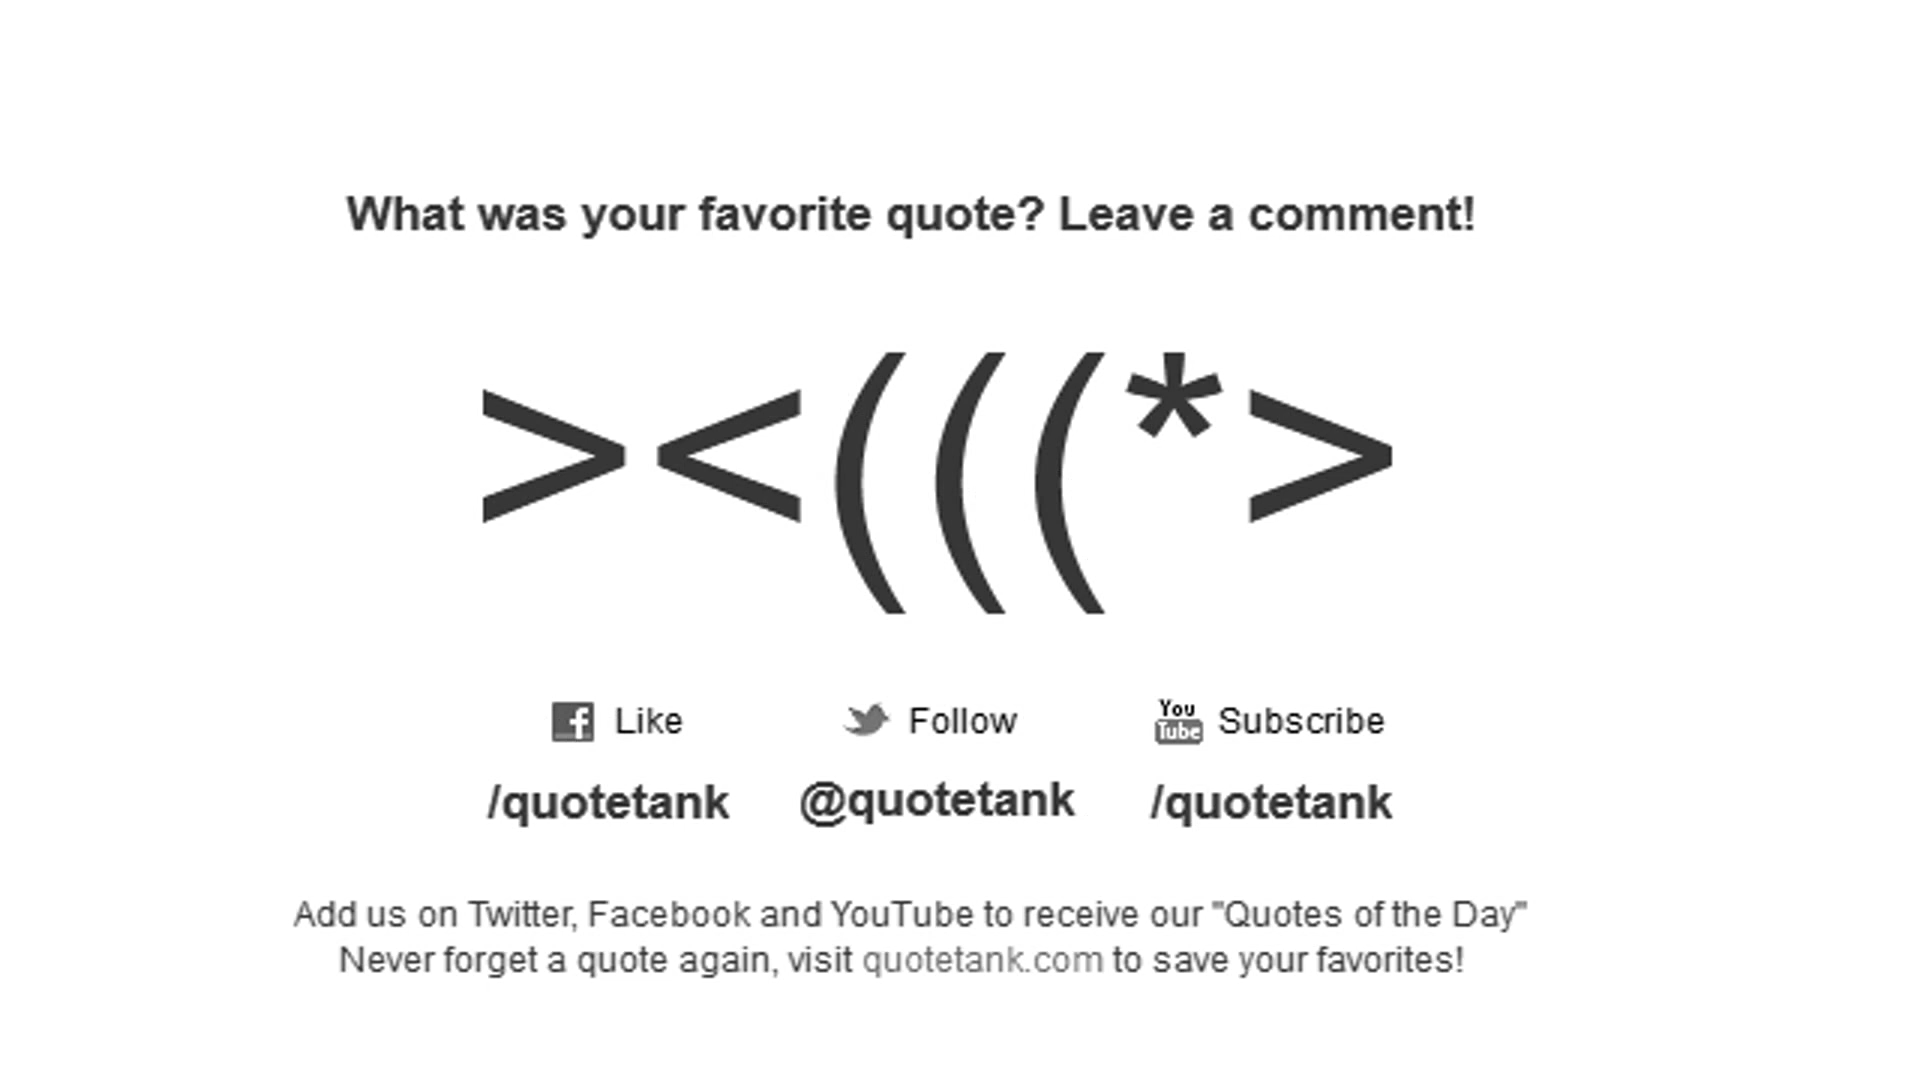 What was your favorite quote? Leave a comment!
><(((*>
f Like Follow You Tube Subscribe
/quotetank @quotetank /quotetank
Add us on Twitter, Facebook and YouTube to receive our "Quotes of the Day"
Never forget a quote again, visit quotetank.com to save your favorites!